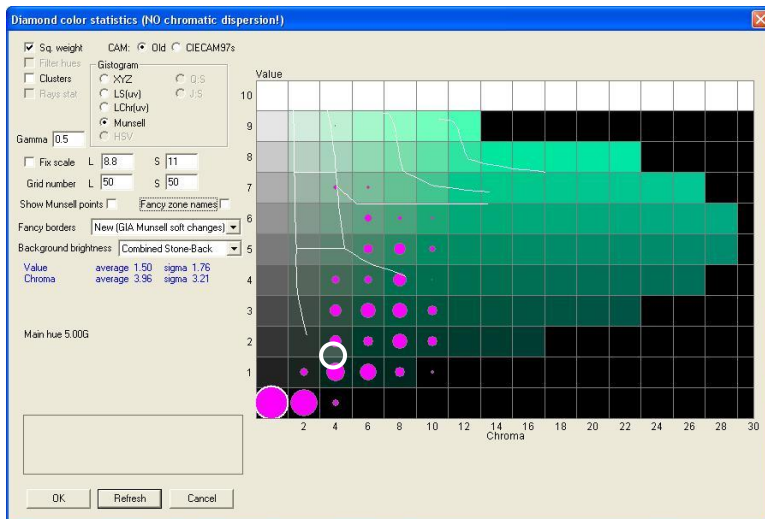 Diamond color statistics (NO chromatic dispersion!)
Sq. weight CAM: Old CIECAM97s
Filter hues
Clusters
Rays stat
Gistogram
XYZ Q:S
LS(uv) J:S
LChr(uv)
Munsell
HSV
Gamma 0.5
Fix scale L 8.8 S 11
Grid number L 50 S 50
Show Munsell points Fancy zone names
Fancy borders New (GIA Munsell soft changes)
Background brightness Combined Stone-Back
Value average 1.50 sigma 1.76
Chroma average 3.96 sigma 3.21
Main hue 5.00G
OK Refresh Cancel
Value
10
9
8
7
6
5
4
3
2
1
2 4 6 8 10 12 14 16 18 20 22 24 26 28 30
Chroma